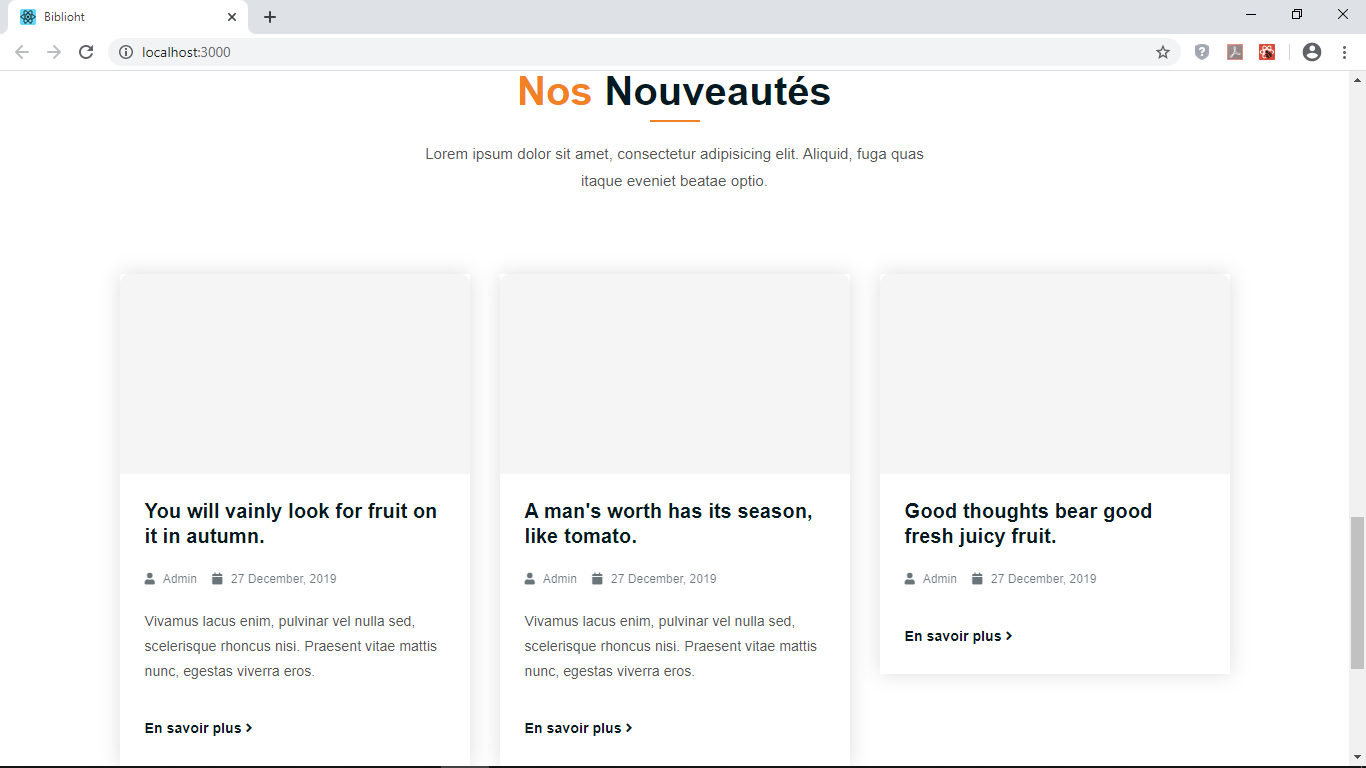 Biblioht
localhost:3000
Nos Nouveautés
Lorem ipsum dolor sit amet, consectetur adipisicing elit. Aliquid, fuga quas
itaque eveniet beatae optio.
You will vainly look for fruit on
it in autumn.
Admin 27 December, 2019
Vivamus lacus enim, pulvinar vel nulla sed,
scelerisque rhoncus nisi. Praesent vitae mattis
nunc, egestas viverra eros.
En savoir plus
A man's worth has its season,
like tomato.
Admin 27 December, 2019
Vivamus lacus enim, pulvinar vel nulla sed,
scelerisque rhoncus nisi. Praesent vitae mattis
nunc, egestas viverra eros.
En savoir plus
Good thoughts bear good
fresh juicy fruit.
Admin 27 December, 2019
En savoir plus